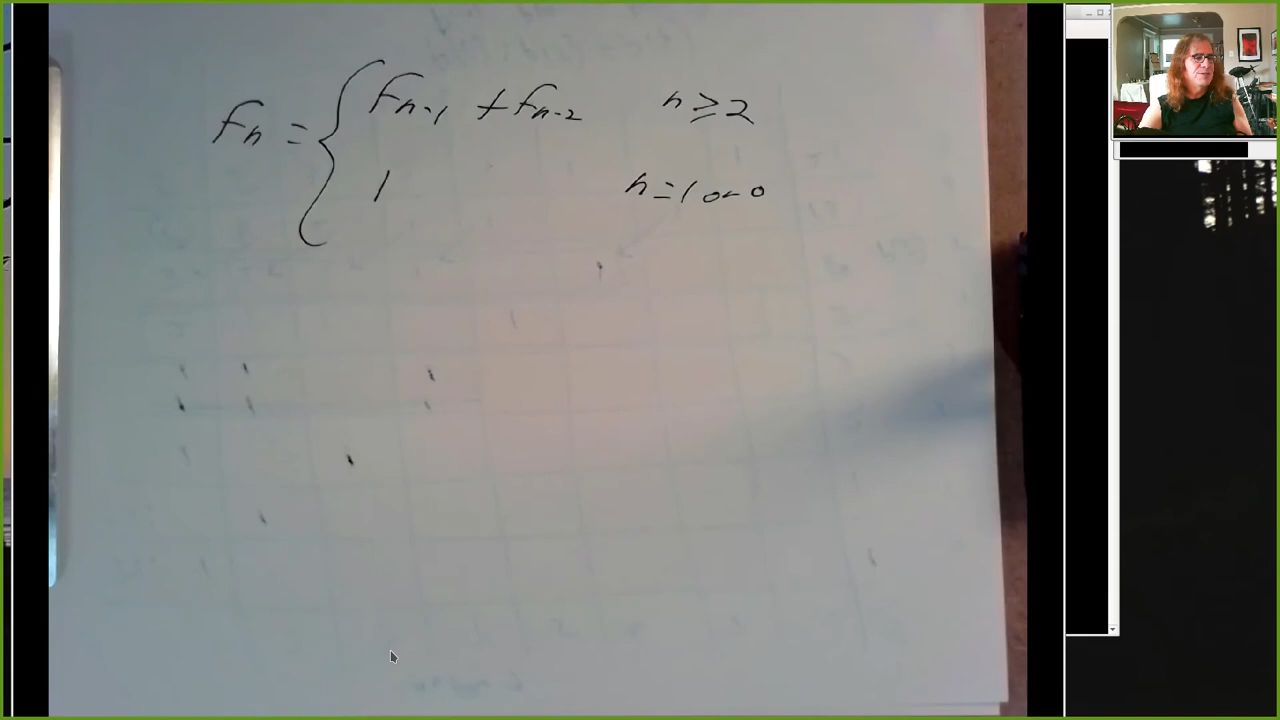 fn = { fn-1 + fn-2 n ≥ 2
1 n = 1 or 0